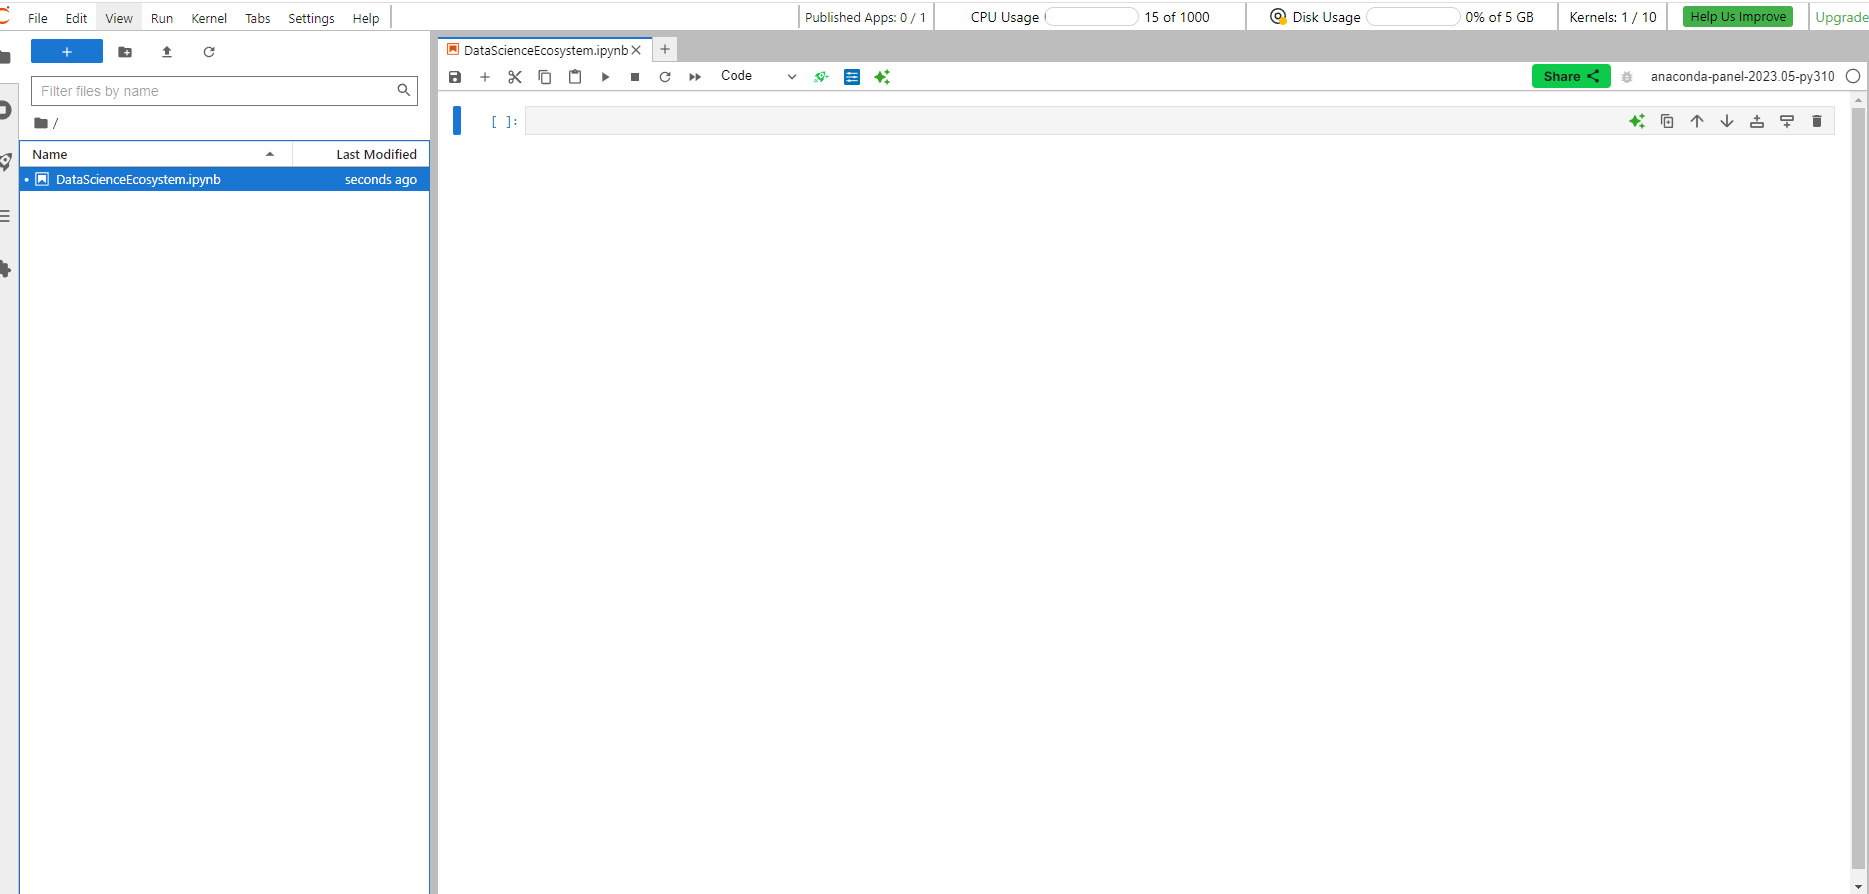 File Edit View Run Kernel Tabs Settings Help Published Apps: 0 / 1 CPU Usage 15 of 1000 Disk Usage 0% of 5 GB Kernels: 1 / 10 Help Us Improve Upgrade
+
DataScienceEcosystem.ipynb
Code Share anaconda-panel-2023.05-py310
Filter files by name
/
[ ]:
Name Last Modified
DataScienceEcosystem.ipynb seconds ago